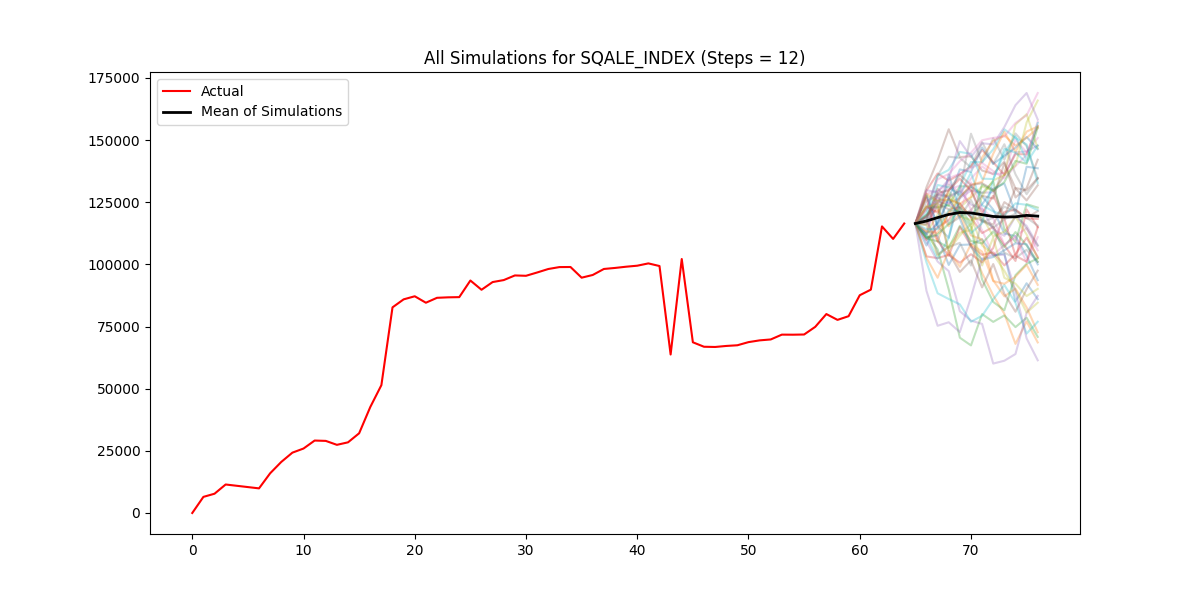 All Simulations for SQALE_INDEX (Steps = 12)
Actual
Mean of Simulations
175000
150000
125000
100000
75000
50000
25000
0
0 10 20 30 40 50 60 70